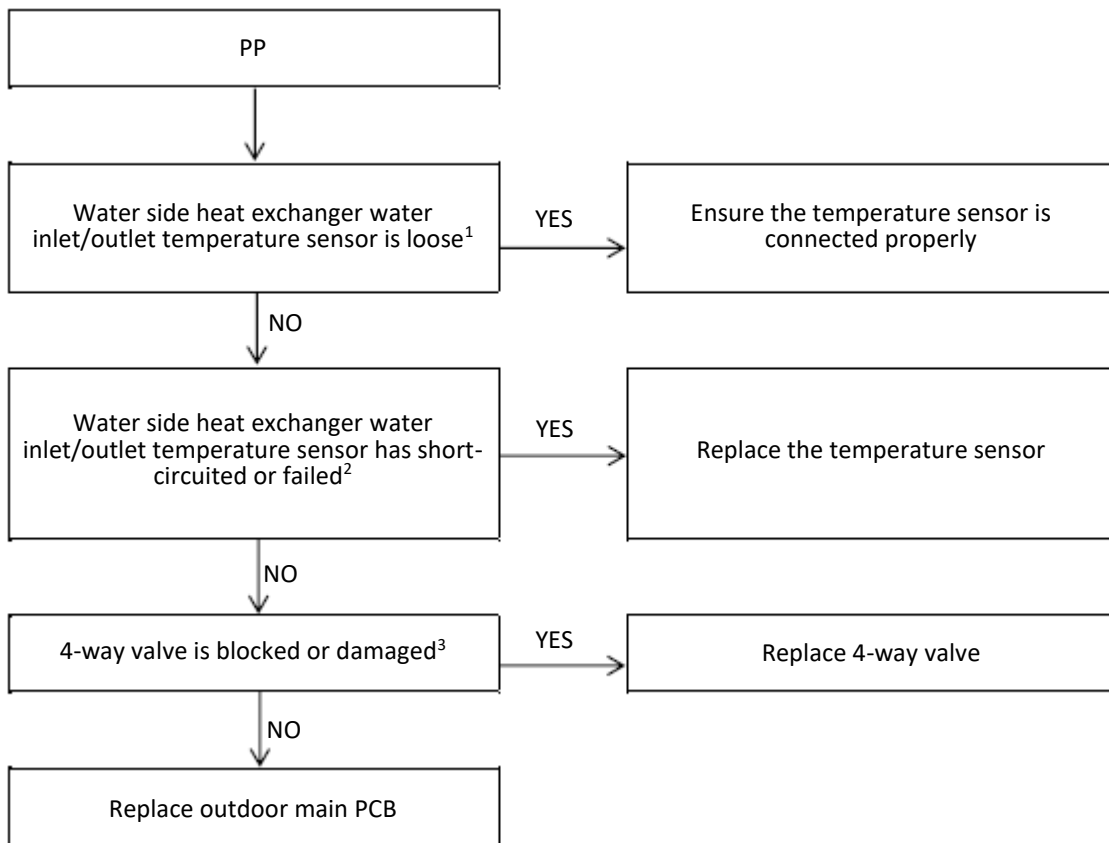 PP
Water side heat exchanger water
inlet/outlet temperature sensor is loose¹
YES
Ensure the temperature sensor is
connected properly
NO
Water side heat exchanger water
inlet/outlet temperature sensor has short-
circuited or failed²
YES
Replace the temperature sensor
NO
4-way valve is blocked or damaged³
YES
Replace 4-way valve
NO
Replace outdoor main PCB